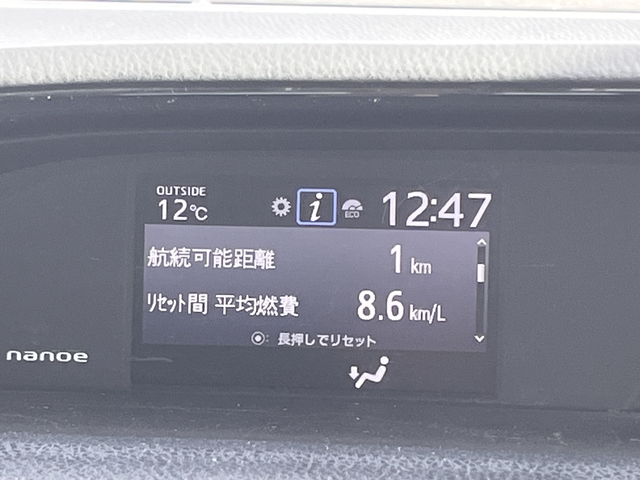 OUTSIDE
12℃
i ECO 12:47
航続可能距離 1 km
ﾘｾｯﾄ間 平均燃費 8.6 km/L
長押しでリセット
nanoe